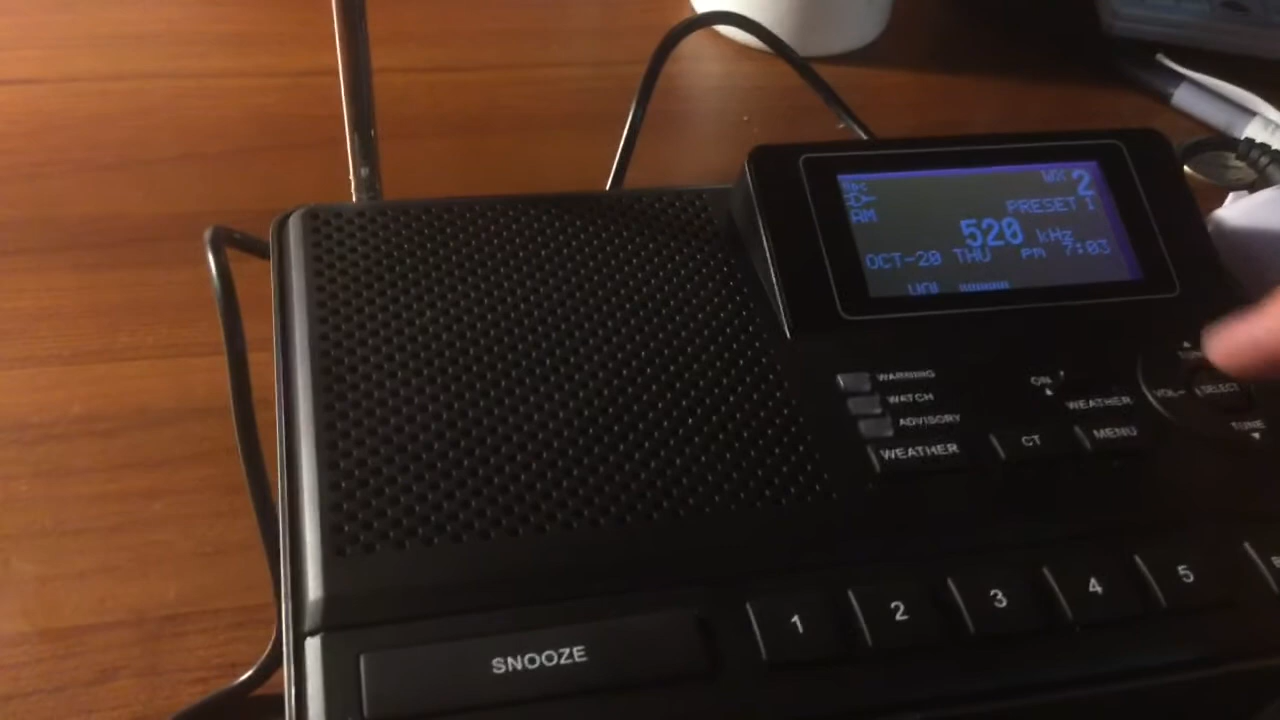 WX: 2
AM
PRESET 1
520 kHz
OCT-20 THU PM 7:03
VOL
WARNING
WATCH
ADVISORY
WEATHER
ON
WEATHER
CT
MENU
VOL-
SELECT
TUNE
1
2
3
4
5
SNOOZE